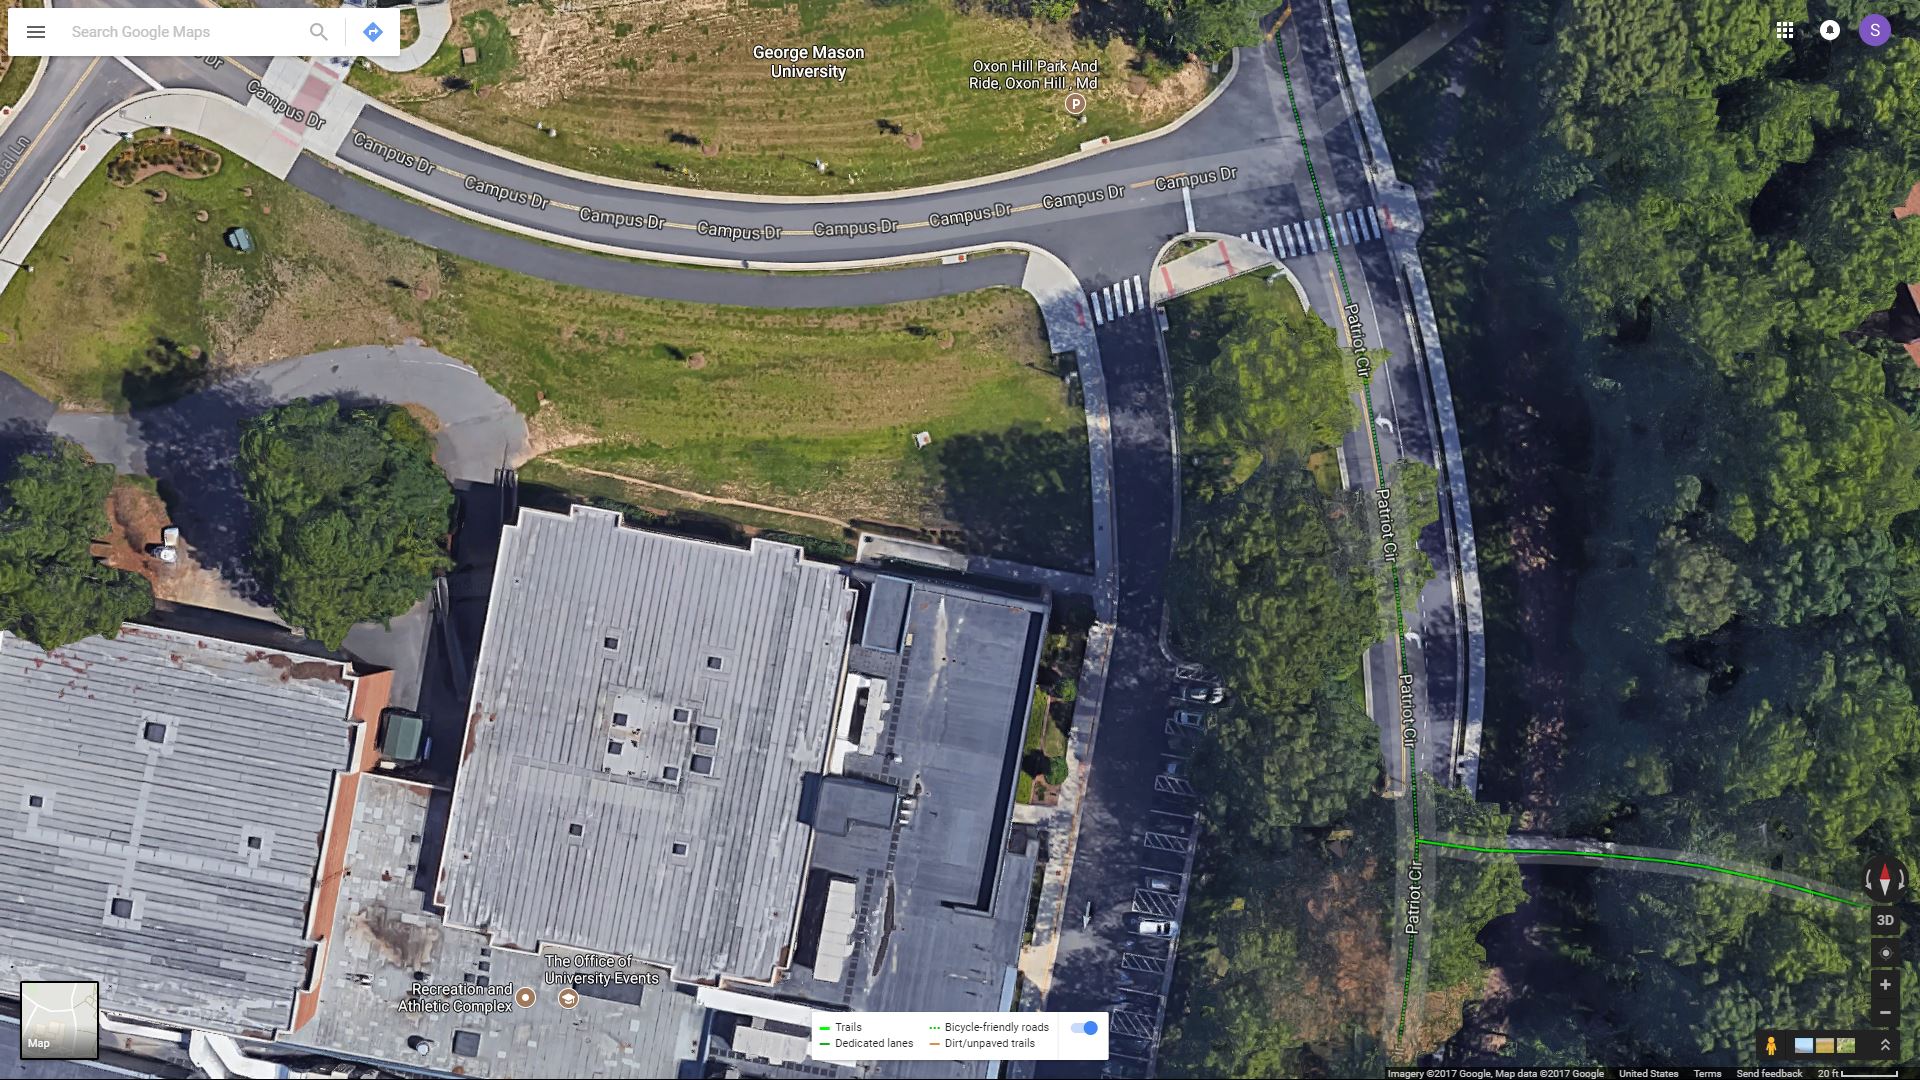 Search Google Maps
S
George Mason
University
Oxon Hill Park And
Ride, Oxon Hill , Md
P
Dr
Campus Dr
Campus Dr
Campus Dr
Campus Dr
Campus Dr
Campus Dr
Campus Dr
Campus Dr
Campus Dr
bal Ln
Patriot Cir
Patriot Cir
Patriot Cir
Patriot Cir
The Office of
University Events
Recreation and
Athletic Complex
3D
Map
Trails
Bicycle-friendly roads
Dedicated lanes
Dirt/unpaved trails
Imagery ©2017 Google, Map data ©2017 Google United States Terms Send feedback 20 ft